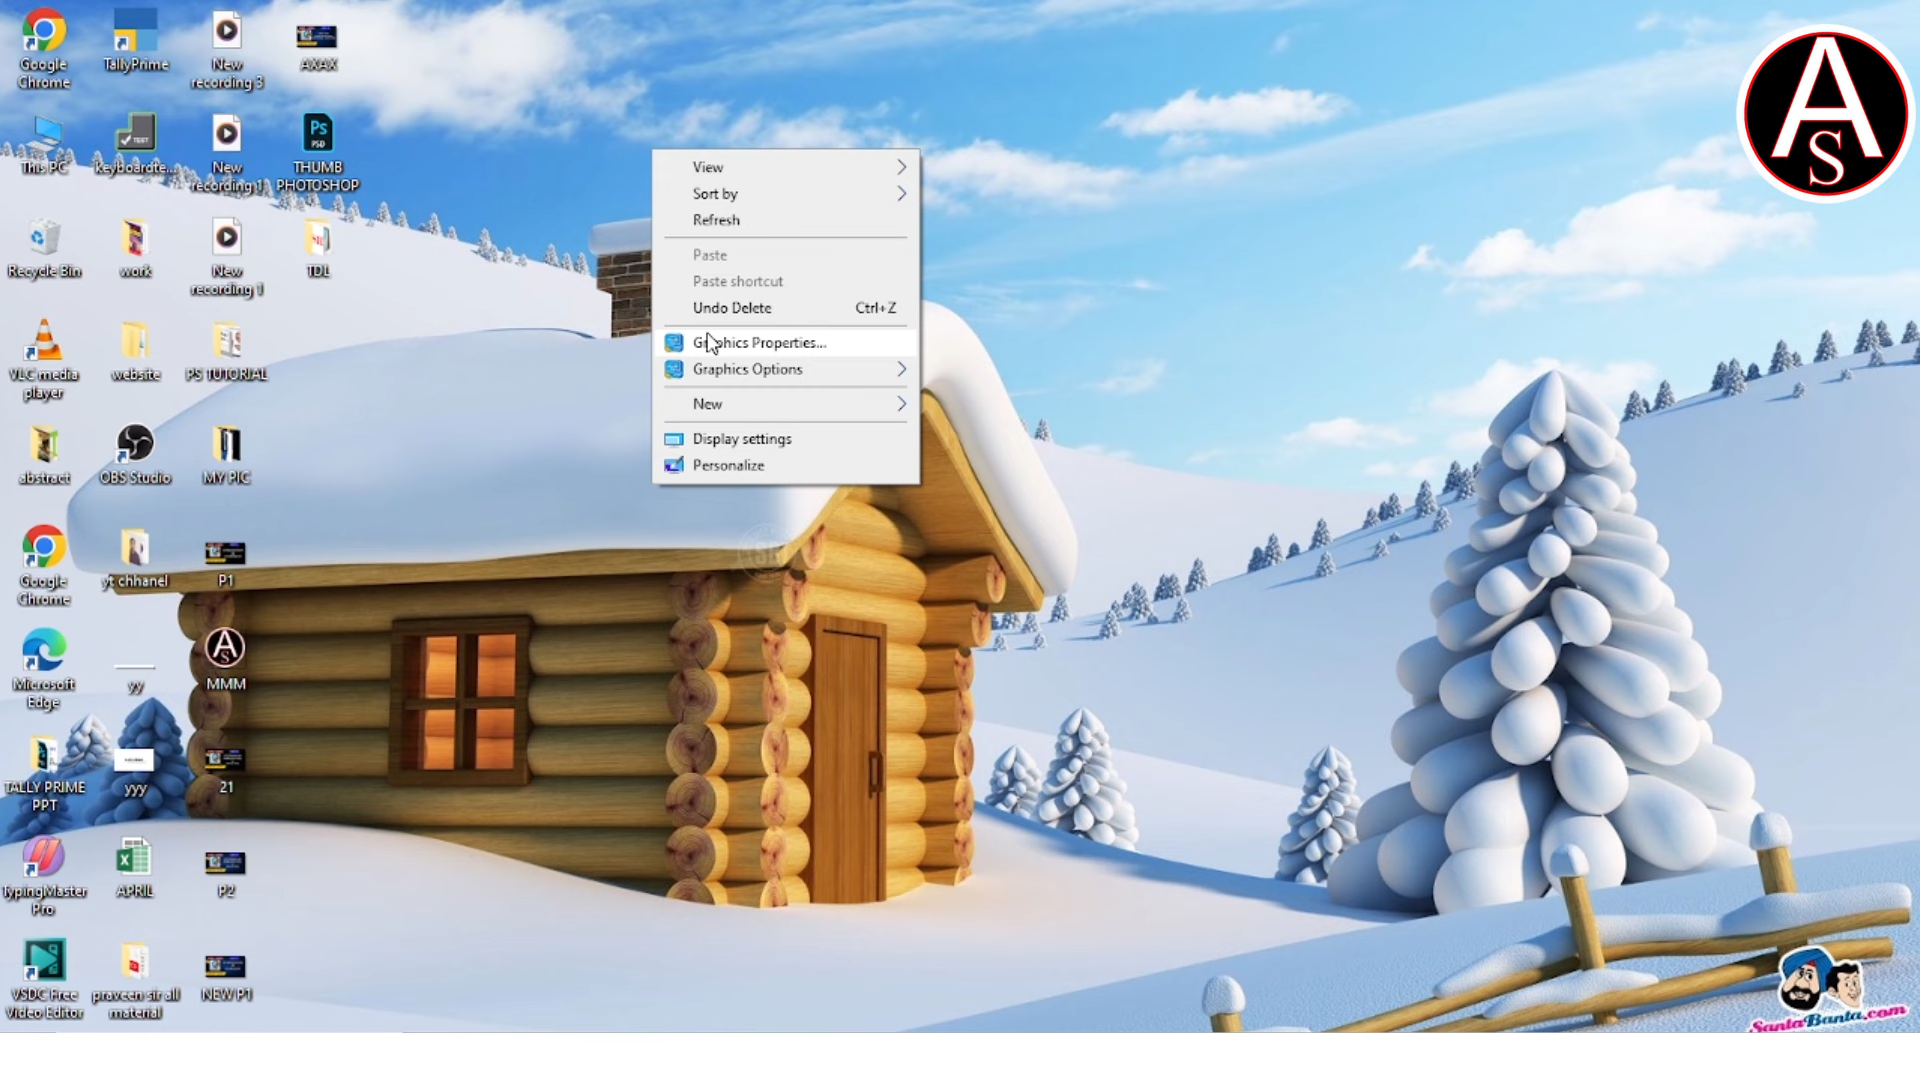 Google
Chrome
TallyPrime
New
recording 3
AXAX
This PC
keyboardte...
TEST
New
recording 1
Ps
PSD
THUMB
PHOTOSHOP
Recycle Bin
work
New
recording 1
TDL
VLC media
player
website
PS TUTORIAL
abstract
OBS Studio
MY PIC
Google
Chrome
yt chhanel
P1
Microsoft
Edge
yy
MMM
TALLY PRIME
PPT
yyy
21
TypingMaster
Pro
APRIL
P2
VSDC Free
Video Editor
praveen sir all
material
NEW P1
View
Sort by
Refresh
Paste
Paste shortcut
Undo Delete Ctrl+Z
Graphics Properties...
Graphics Options
New
Display settings
Personalize
A
S
SantaBanta.com